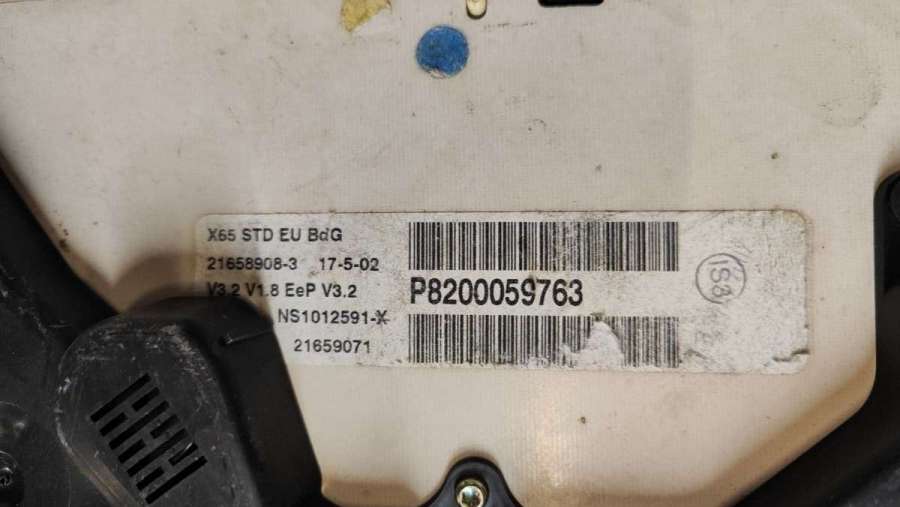 X65 STD EU BdG
21658908-3 17-5-02
V3.2 V1.8 EeP V3.2
NS1012591-X
21659071
P8200059763